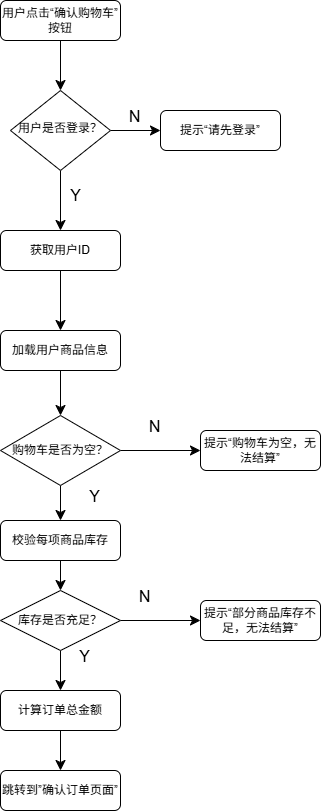 用户点击“确认购物车”
按钮
用户是否登录？
N
提示“请先登录”
Y
获取用户ID
加载用户商品信息
购物车是否为空？
N
提示“购物车为空，无
法结算”
Y
校验每项商品库存
库存是否充足？
N
提示“部分商品库存不
足，无法结算”
Y
计算订单总金额
跳转到”确认订单页面”